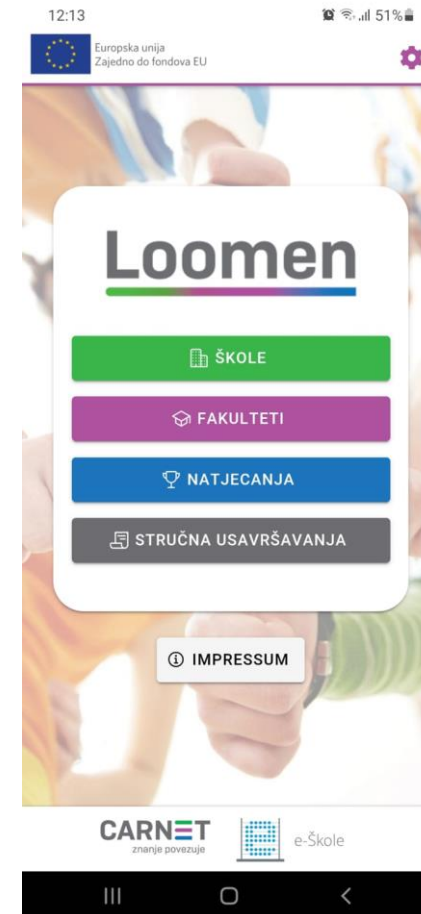 12:13
51%
Europska unija
Zajedno do fondova EU
Loomen
ŠKOLE
FAKULTETI
NATJECANJA
STRUČNA USAVRŠAVANJA
IMPRESSUM
CARNET
znanje povezuje
e-Škole